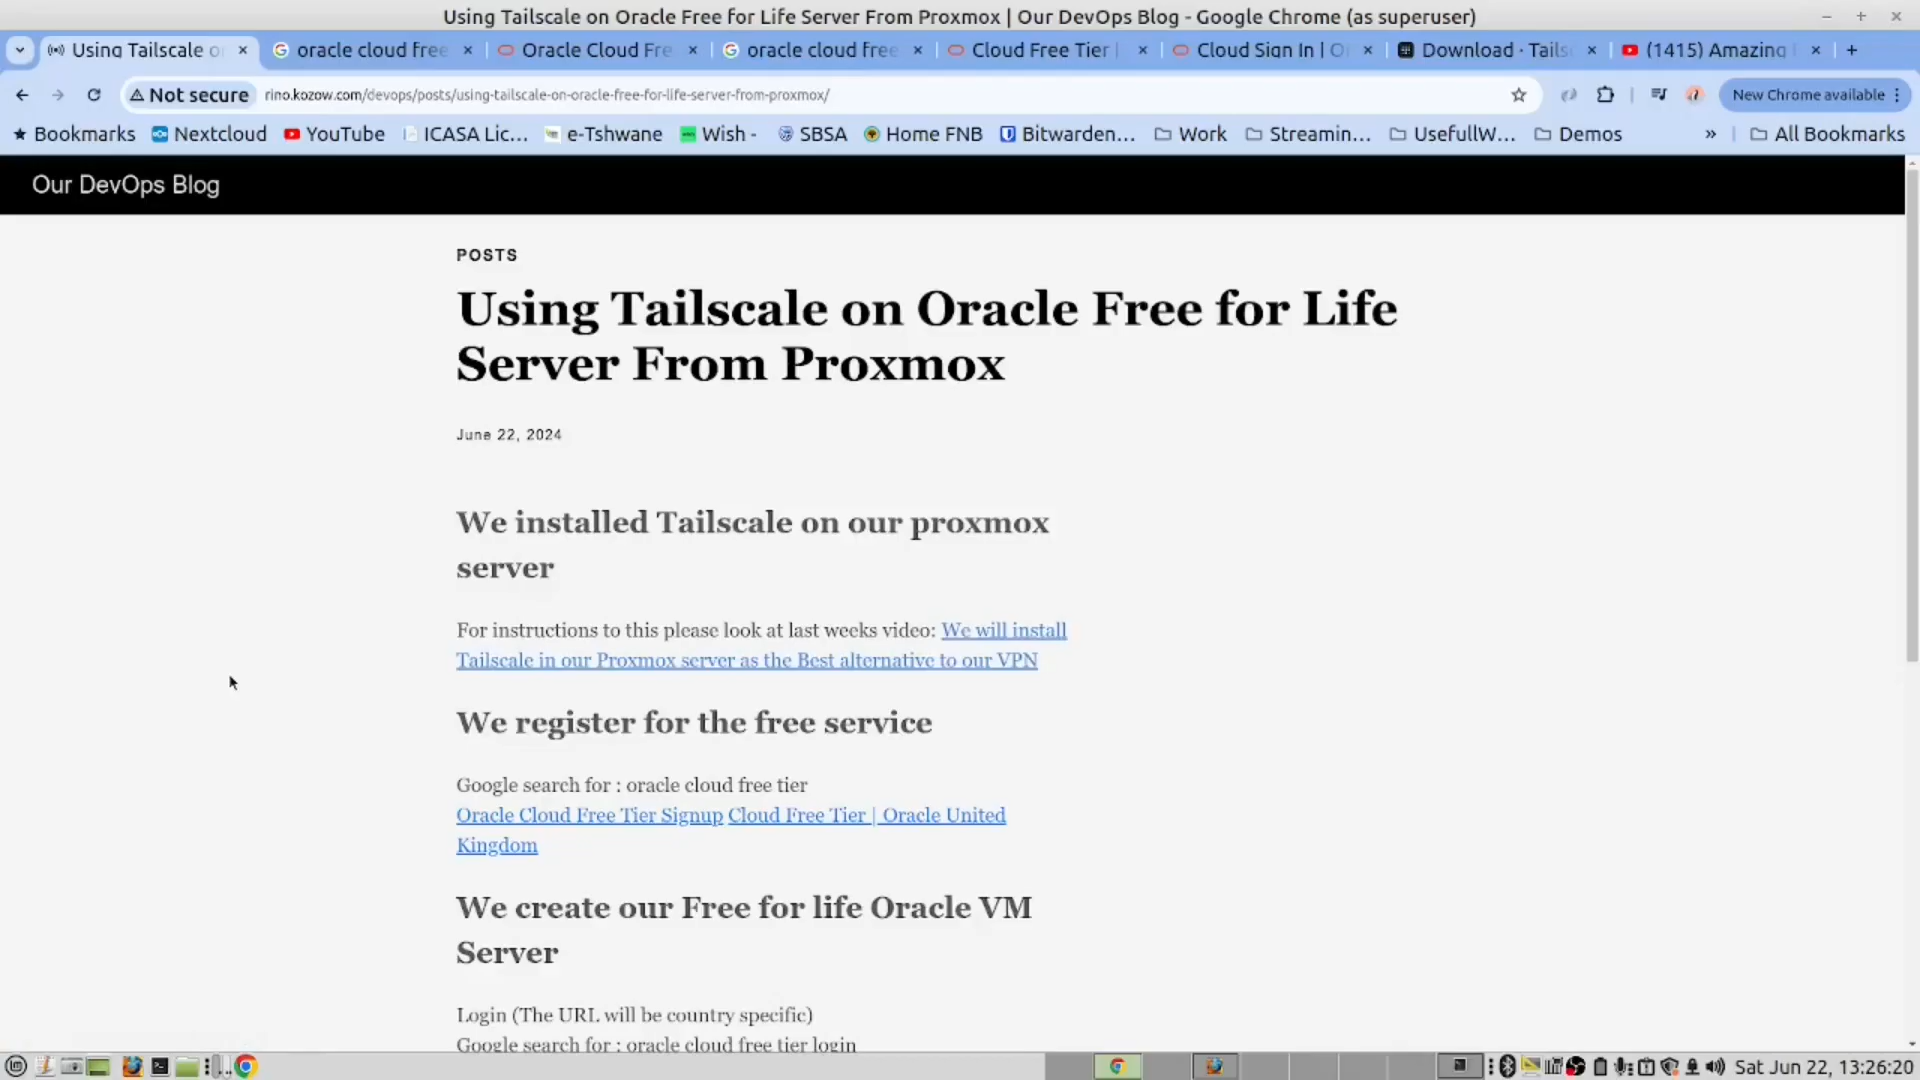 Using Tailscale on Oracle Free for Life Server From Proxmox | Our DevOps Blog - Google Chrome (as superuser)
Using Tailscale o
oracle cloud free
Oracle Cloud Fre
oracle cloud free
Cloud Free Tier |
Cloud Sign In | O
Download · Tails
(1415) Amazing
Not secure
rino.kozow.com/devops/posts/using-tailscale-on-oracle-free-for-life-server-from-proxmox/
New Chrome available
Bookmarks
Nextcloud
YouTube
ICASA Lic...
e-Tshwane
Wish -
SBSA
Home FNB
Bitwarden...
Work
Streamin...
UsefullW...
Demos
»
All Bookmarks
Our DevOps Blog
POSTS
Using Tailscale on Oracle Free for Life
Server From Proxmox
June 22, 2024
We installed Tailscale on our proxmox
server
For instructions to this please look at last weeks video: We will install
Tailscale in our Proxmox server as the Best alternative to our VPN
We register for the free service
Google search for : oracle cloud free tier
Oracle Cloud Free Tier Signup Cloud Free Tier | Oracle United
Kingdom
We create our Free for life Oracle VM
Server
Login (The URL will be country specific)
Google search for : oracle cloud free tier login
Sat Jun 22, 13:26:20